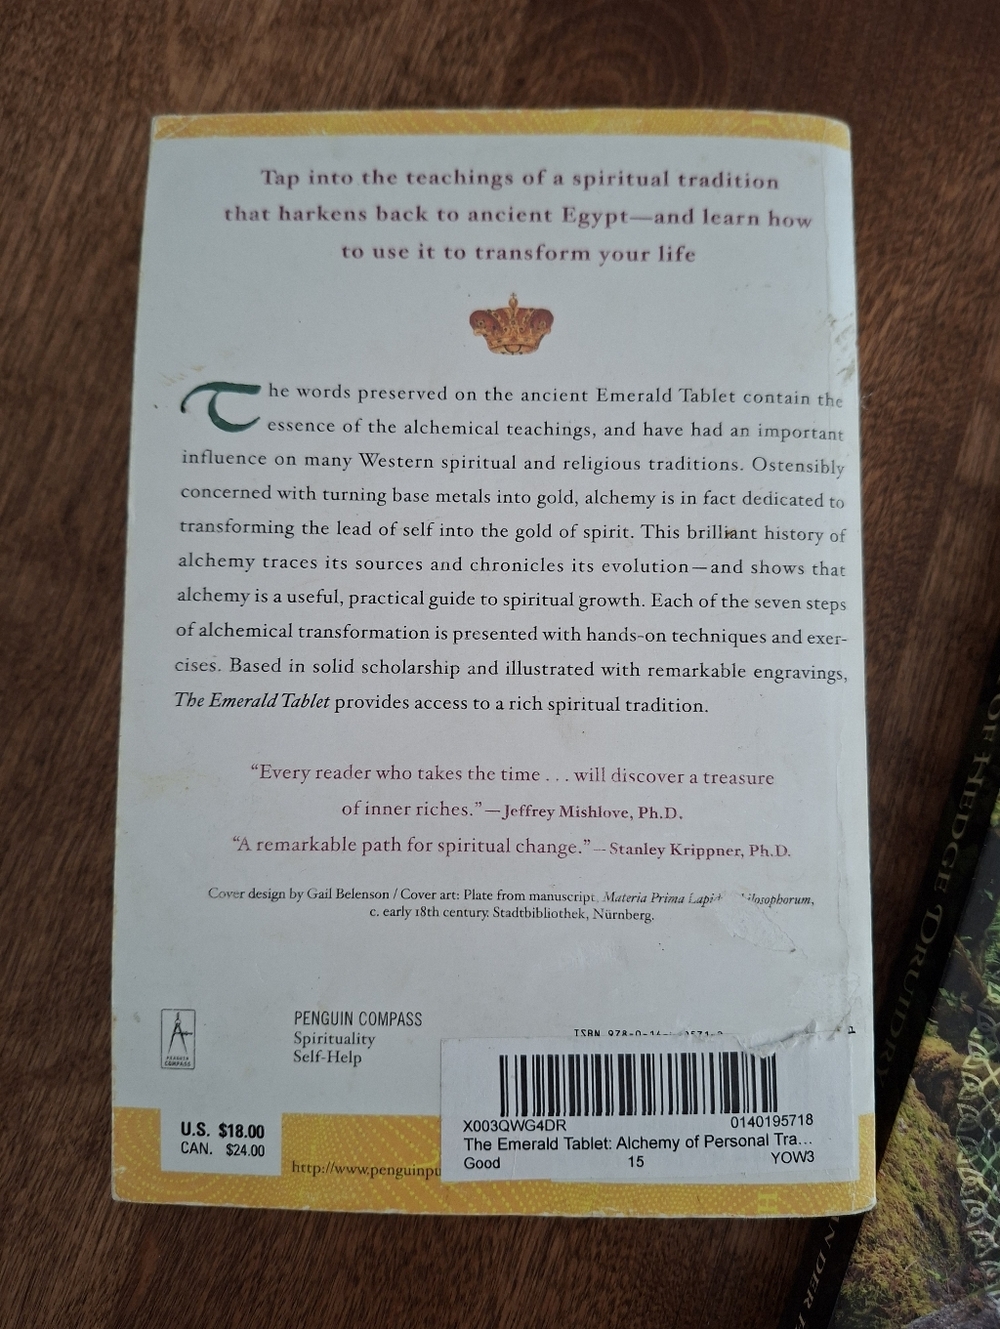 Tap into the teachings of a spiritual tradition
that harkens back to ancient Egypt—and learn how
to use it to transform your life
The words preserved on the ancient Emerald Tablet contain the
essence of the alchemical teachings, and have had an important
influence on many Western spiritual and religious traditions. Ostensibly
concerned with turning base metals into gold, alchemy is in fact dedicated to
transforming the lead of self into the gold of spirit. This brilliant history of
alchemy traces its sources and chronicles its evolution—and shows that
alchemy is a useful, practical guide to spiritual growth. Each of the seven steps
of alchemical transformation is presented with hands-on techniques and exer-
cises. Based in solid scholarship and illustrated with remarkable engravings,
The Emerald Tablet provides access to a rich spiritual tradition.
“Every reader who takes the time . . . will discover a treasure
of inner riches.”—Jeffrey Mishlove, Ph.D.
“A remarkable path for spiritual change.”—Stanley Krippner, Ph.D.
Cover design by Gail Belenson / Cover art: Plate from manuscript, Materia Prima
c. early 18th century. Stadtbibliothek, Nürnberg.
PENGUIN
COMPASS
PENGUIN COMPASS
Spirituality
Self-Help
ISBN
U.S. $18.00
CAN. $24.00
http://www.penguinpu
X003QWG4DR 0140195718
The Emerald Tablet: Alchemy of Personal Tra...
Good 15 YOW3
OF HEDGE DRUIDRY